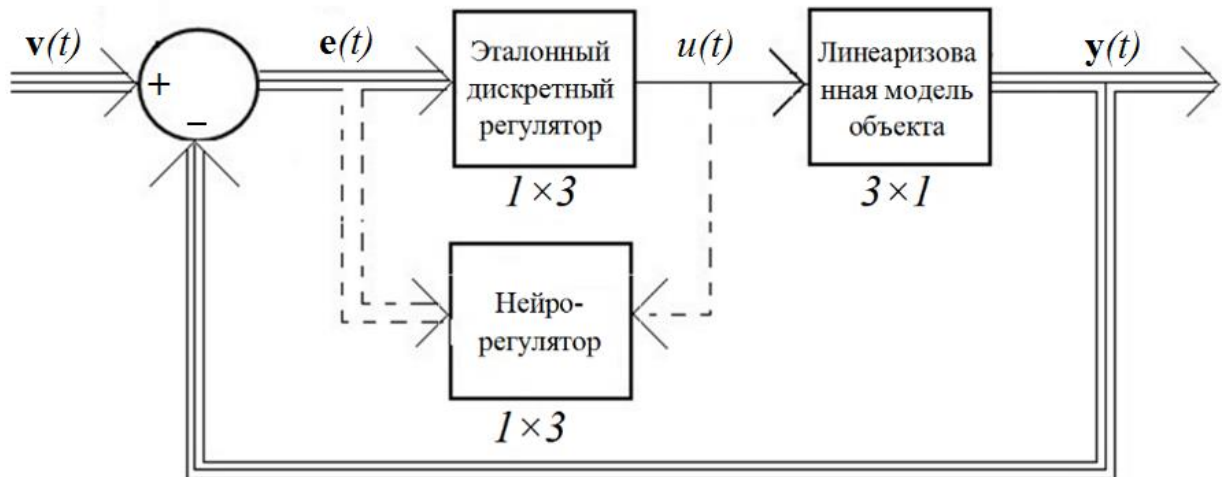 v(t)
e(t)
Эталонный
дискретный
регулятор
u(t)
Линеаризова
нная модель
объекта
y(t)
+
−
1×3
3×1
Нейро-
регулятор
1×3